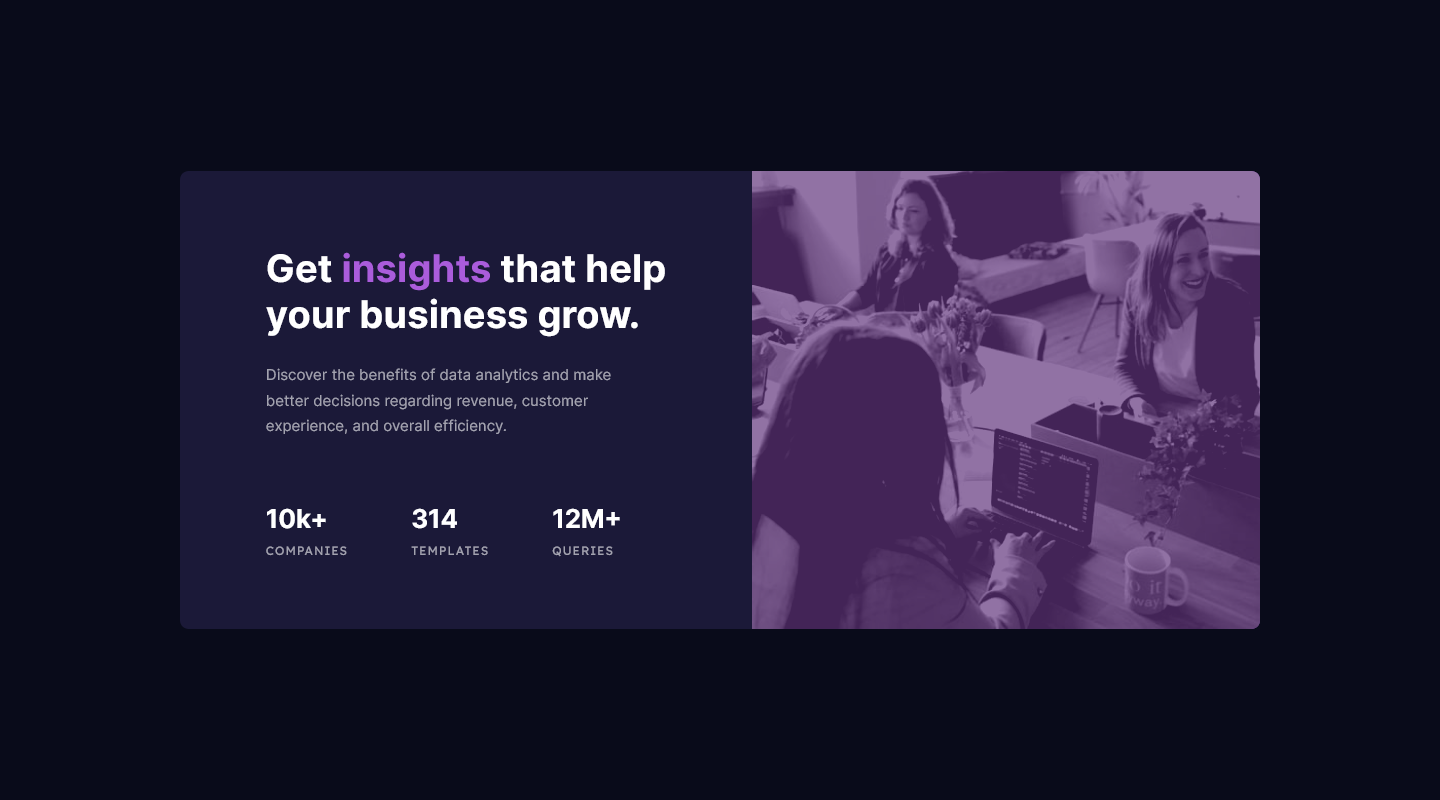 Get insights that help
your business grow.
Discover the benefits of data analytics and make
better decisions regarding revenue, customer
experience, and overall efficiency.
10k+ 314 12M+
COMPANIES TEMPLATES QUERIES
way